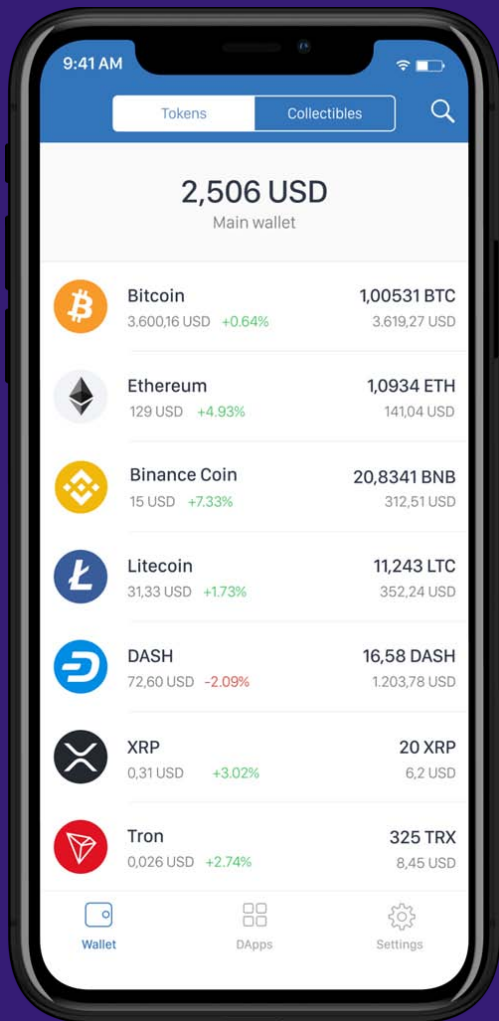 9:41 AM
Tokens Collectibles
2,506 USD
Main wallet
Bitcoin 1,00531 BTC
3.600,16 USD +0.64% 3.619,27 USD
Ethereum 1,0934 ETH
129 USD +4.93% 141,04 USD
Binance Coin 20,8341 BNB
15 USD +7.33% 312,51 USD
Litecoin 11,243 LTC
31,33 USD +1.73% 352,24 USD
DASH 16,58 DASH
72,60 USD -2.09% 1.203,78 USD
XRP 20 XRP
0,31 USD +3.02% 6,2 USD
Tron 325 TRX
0,026 USD +2.74% 8,45 USD
Wallet DApps Settings